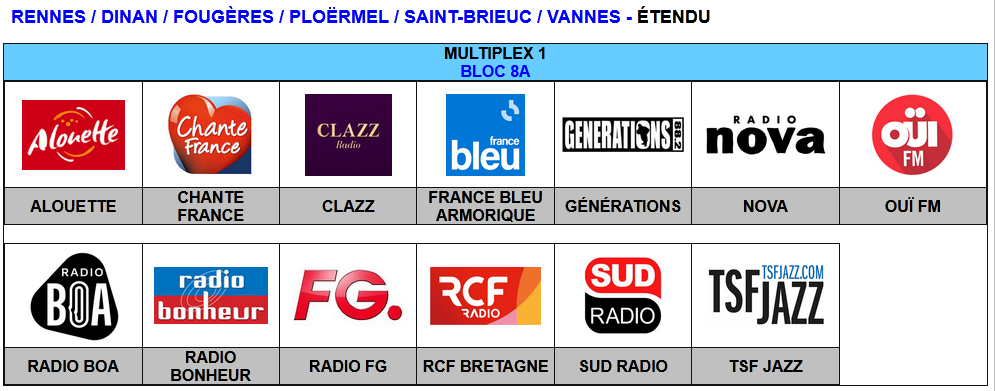 RENNES / DINAN / FOUGÈRES / PLOËRMEL / SAINT-BRIEUC / VANNES - ÉTENDU
MULTIPLEX 1
BLOC 8A
Alouette
Chante
France
CLAZZ
Radio
france
bleu
GENERATIONS 88.2
RADIO
nova
OÜI
FM
ALOUETTE
CHANTE
FRANCE
CLAZZ
FRANCE BLEU
ARMORIQUE
GÉNÉRATIONS
NOVA
OUÏ FM
RADIO
BOA
radio
bonheur
FG.
RCF
RADIO
SUD
RADIO
TSFJAZZ.COM
TSF JAZZ
RADIO BOA
RADIO
BONHEUR
RADIO FG
RCF BRETAGNE
SUD RADIO
TSF JAZZ